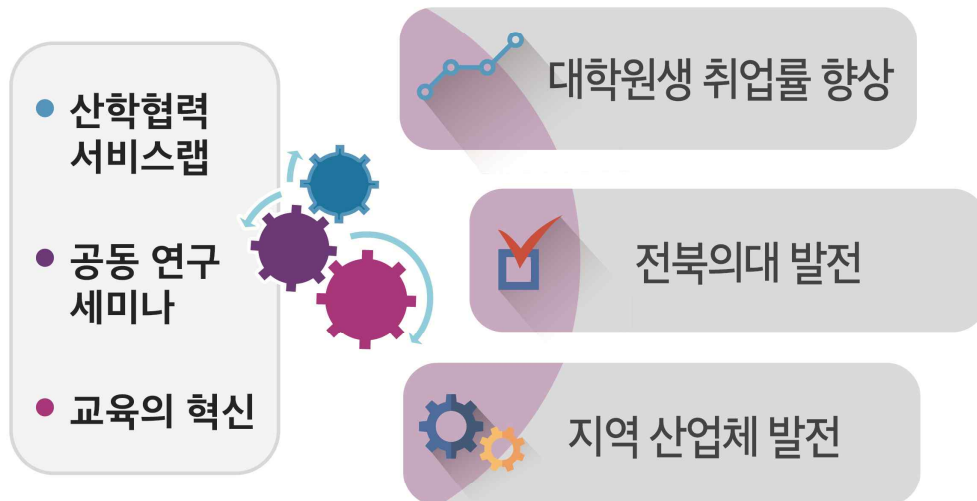 산학협력
서비스랩
공동 연구
세미나
교육의 혁신
대학원생 취업률 향상
전북의대 발전
지역 산업체 발전